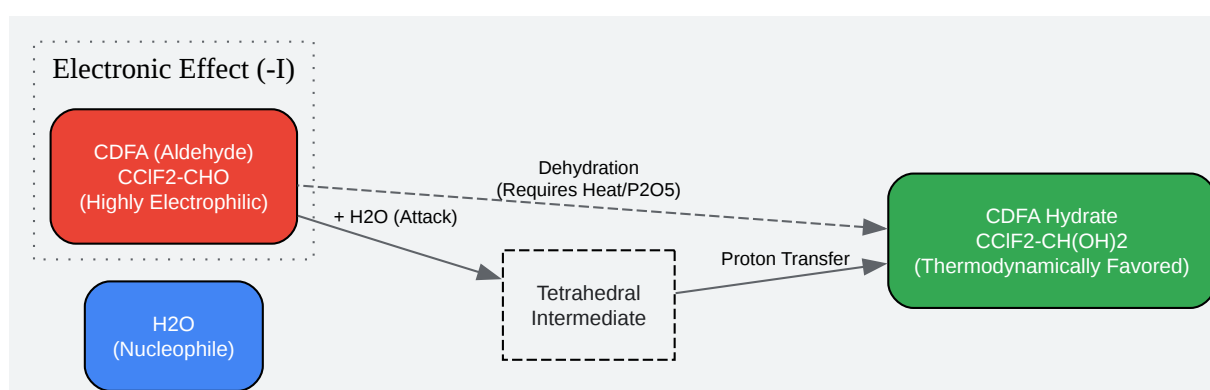 Electronic Effect (-I)
CDFA (Aldehyde)
CClF2-CHO
(Highly Electrophilic)
Dehydration
(Requires Heat/P2O5)
+ H2O (Attack)
Tetrahedral
Intermediate
Proton Transfer
CDFA Hydrate
CClF2-CH(OH)2
(Thermodynamically Favored)
H2O
(Nucleophile)